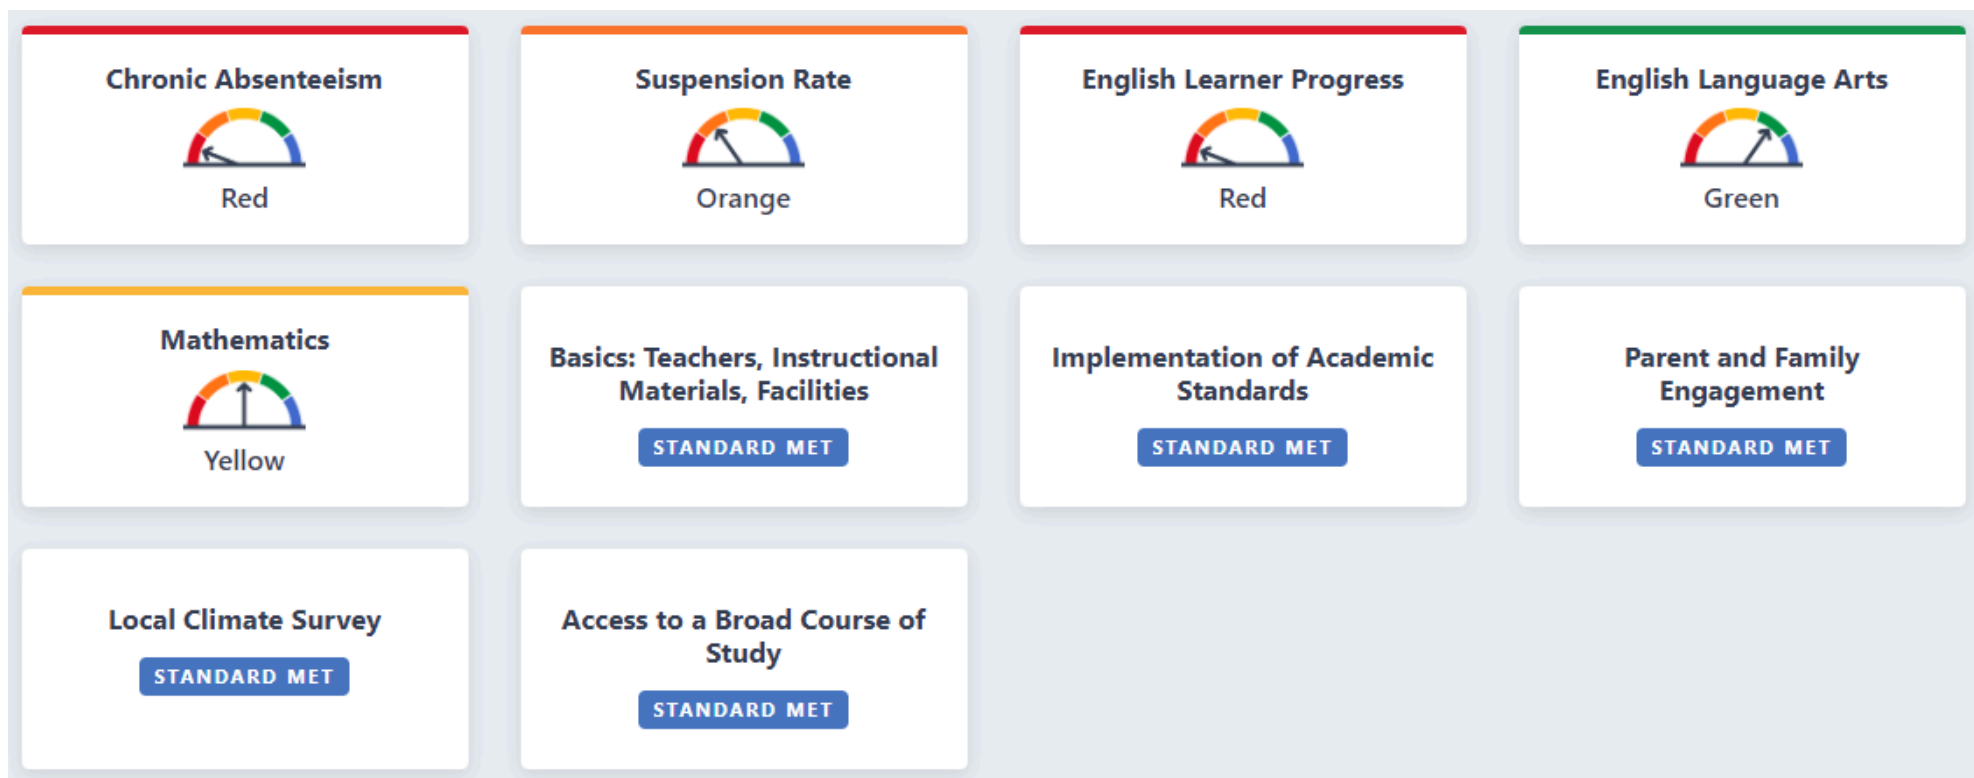 Chronic Absenteeism
Red
Suspension Rate
Orange
English Learner Progress
Red
English Language Arts
Green
Mathematics
Yellow
Basics: Teachers, Instructional
Materials, Facilities
STANDARD MET
Implementation of Academic
Standards
STANDARD MET
Parent and Family
Engagement
STANDARD MET
Local Climate Survey
STANDARD MET
Access to a Broad Course of
Study
STANDARD MET